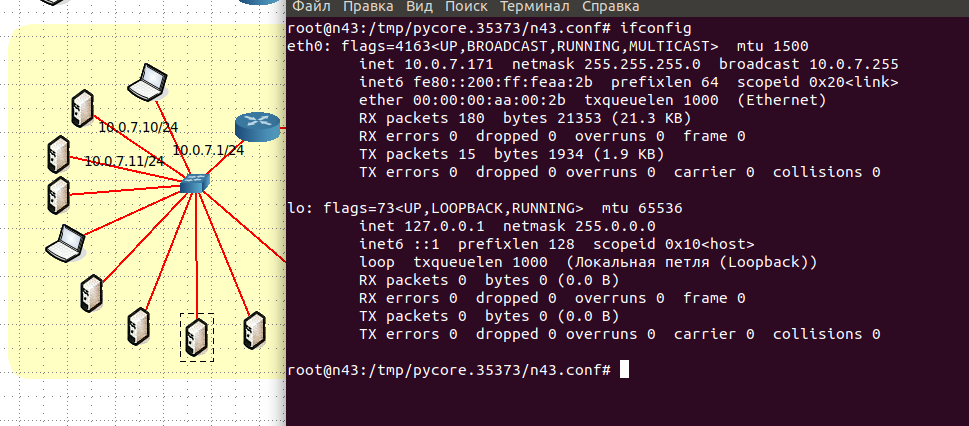 Файл Правка Вид Поиск Терминал Справка
root@n43:/tmp/pycore.35373/n43.conf# ifconfig
eth0: flags=4163<UP,BROADCAST,RUNNING,MULTICAST>  mtu 1500
inet 10.0.7.171  netmask 255.255.255.0  broadcast 10.0.7.255
inet6 fe80::200:ff:feaa:2b  prefixlen 64  scopeid 0x20<link>
ether 00:00:00:aa:00:2b  txqueuelen 1000  (Ethernet)
RX packets 180  bytes 21353 (21.3 KB)
RX errors 0  dropped 0  overruns 0  frame 0
TX packets 15  bytes 1934 (1.9 KB)
TX errors 0  dropped 0 overruns 0  carrier 0  collisions 0
lo: flags=73<UP,LOOPBACK,RUNNING>  mtu 65536
inet 127.0.0.1  netmask 255.0.0.0
inet6 ::1  prefixlen 128  scopeid 0x10<host>
loop  txqueuelen 1000  (Локальная петля (Loopback))
RX packets 0  bytes 0 (0.0 B)
RX errors 0  dropped 0  overruns 0  frame 0
TX packets 0  bytes 0 (0.0 B)
TX errors 0  dropped 0 overruns 0  carrier 0  collisions 0
root@n43:/tmp/pycore.35373/n43.conf#
10.0.7.10/24
10.0.7.1/24
10.0.7.11/24